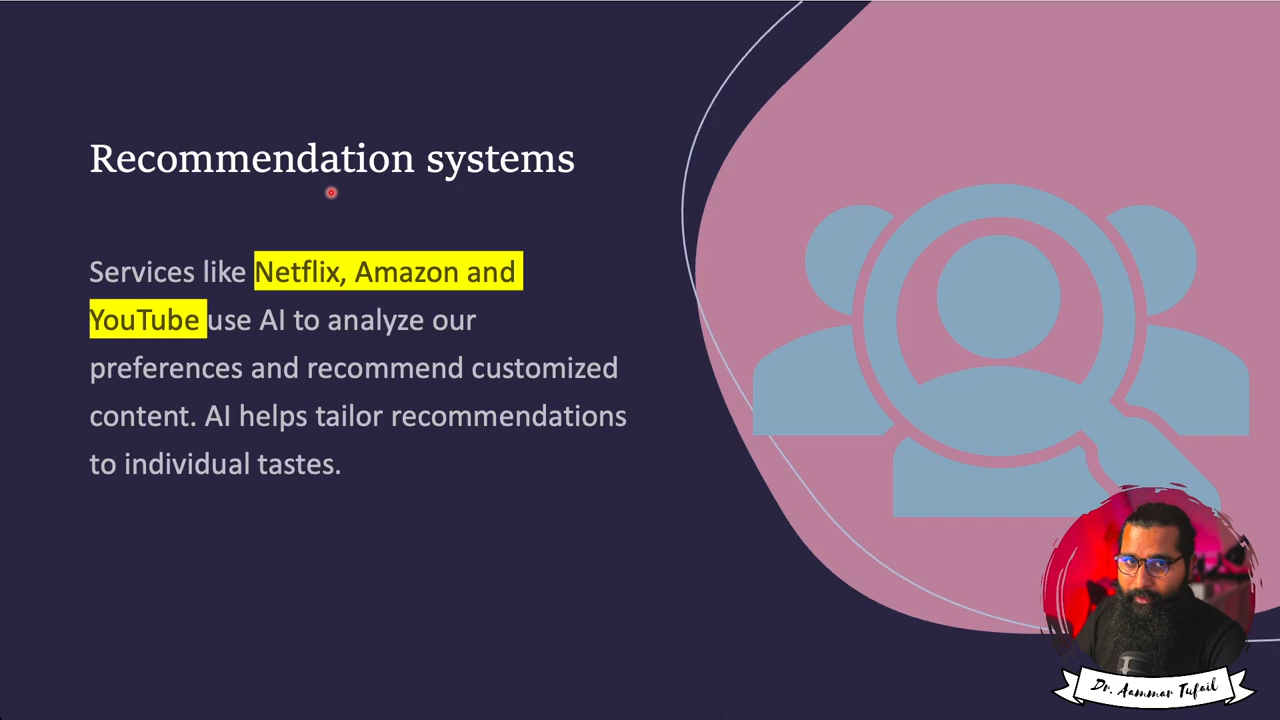 Recommendation systems
Services like Netflix, Amazon and
YouTube use AI to analyze our
preferences and recommend customized
content. AI helps tailor recommendations
to individual tastes.
Dr. Aammar Tufail